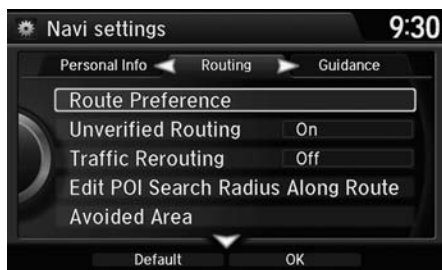 Navi settings 9:30
Personal Info Routing Guidance
Route Preference
Unverified Routing On
Traffic Rerouting Off
Edit POI Search Radius Along Route
Avoided Area
Default OK